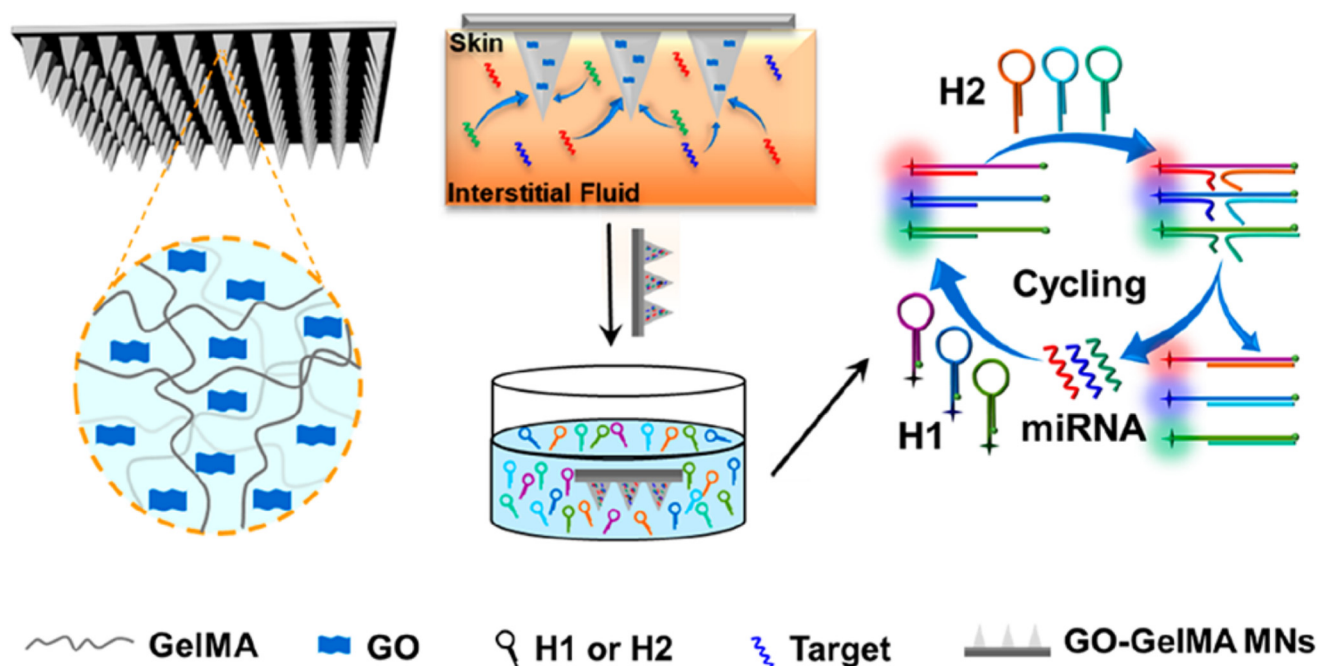 Skin
Interstitial Fluid
H2
Cycling
H1
miRNA
GelMA
GO
H1 or H2
Target
GO-GelMA MNs